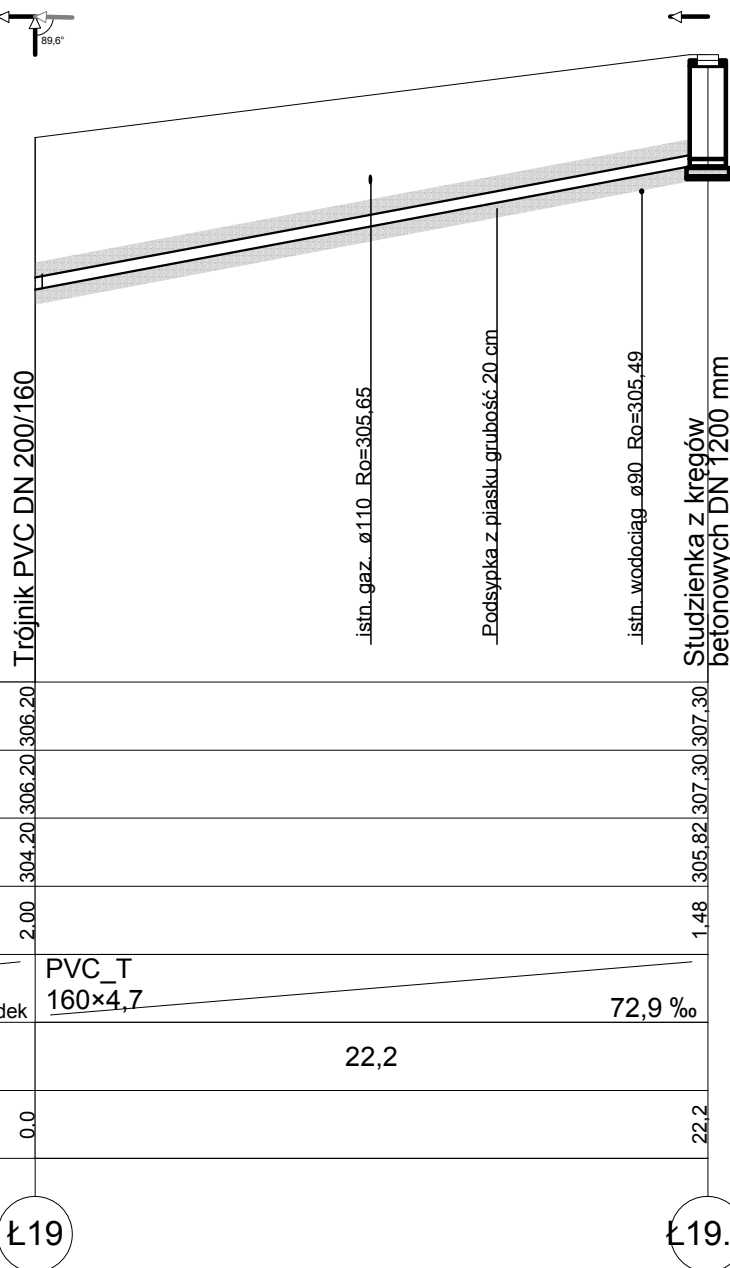 89,6°
Trójnik PVC DN 200/160
istn. gaz. ø110 Ro=305,65
Podsypka z piasku grubość 20 cm
istn. wodociąg ø90 Ro=305,49
Studzienka z kręgów
betonowych DN 1200 mm
306.20
307,30
306.20
307,30
304.20
305,82
2.00
1,48
dek
PVC_T
160×4,7
72,9 ‰
22,2
0.0
22,2
Ł19
Ł19.